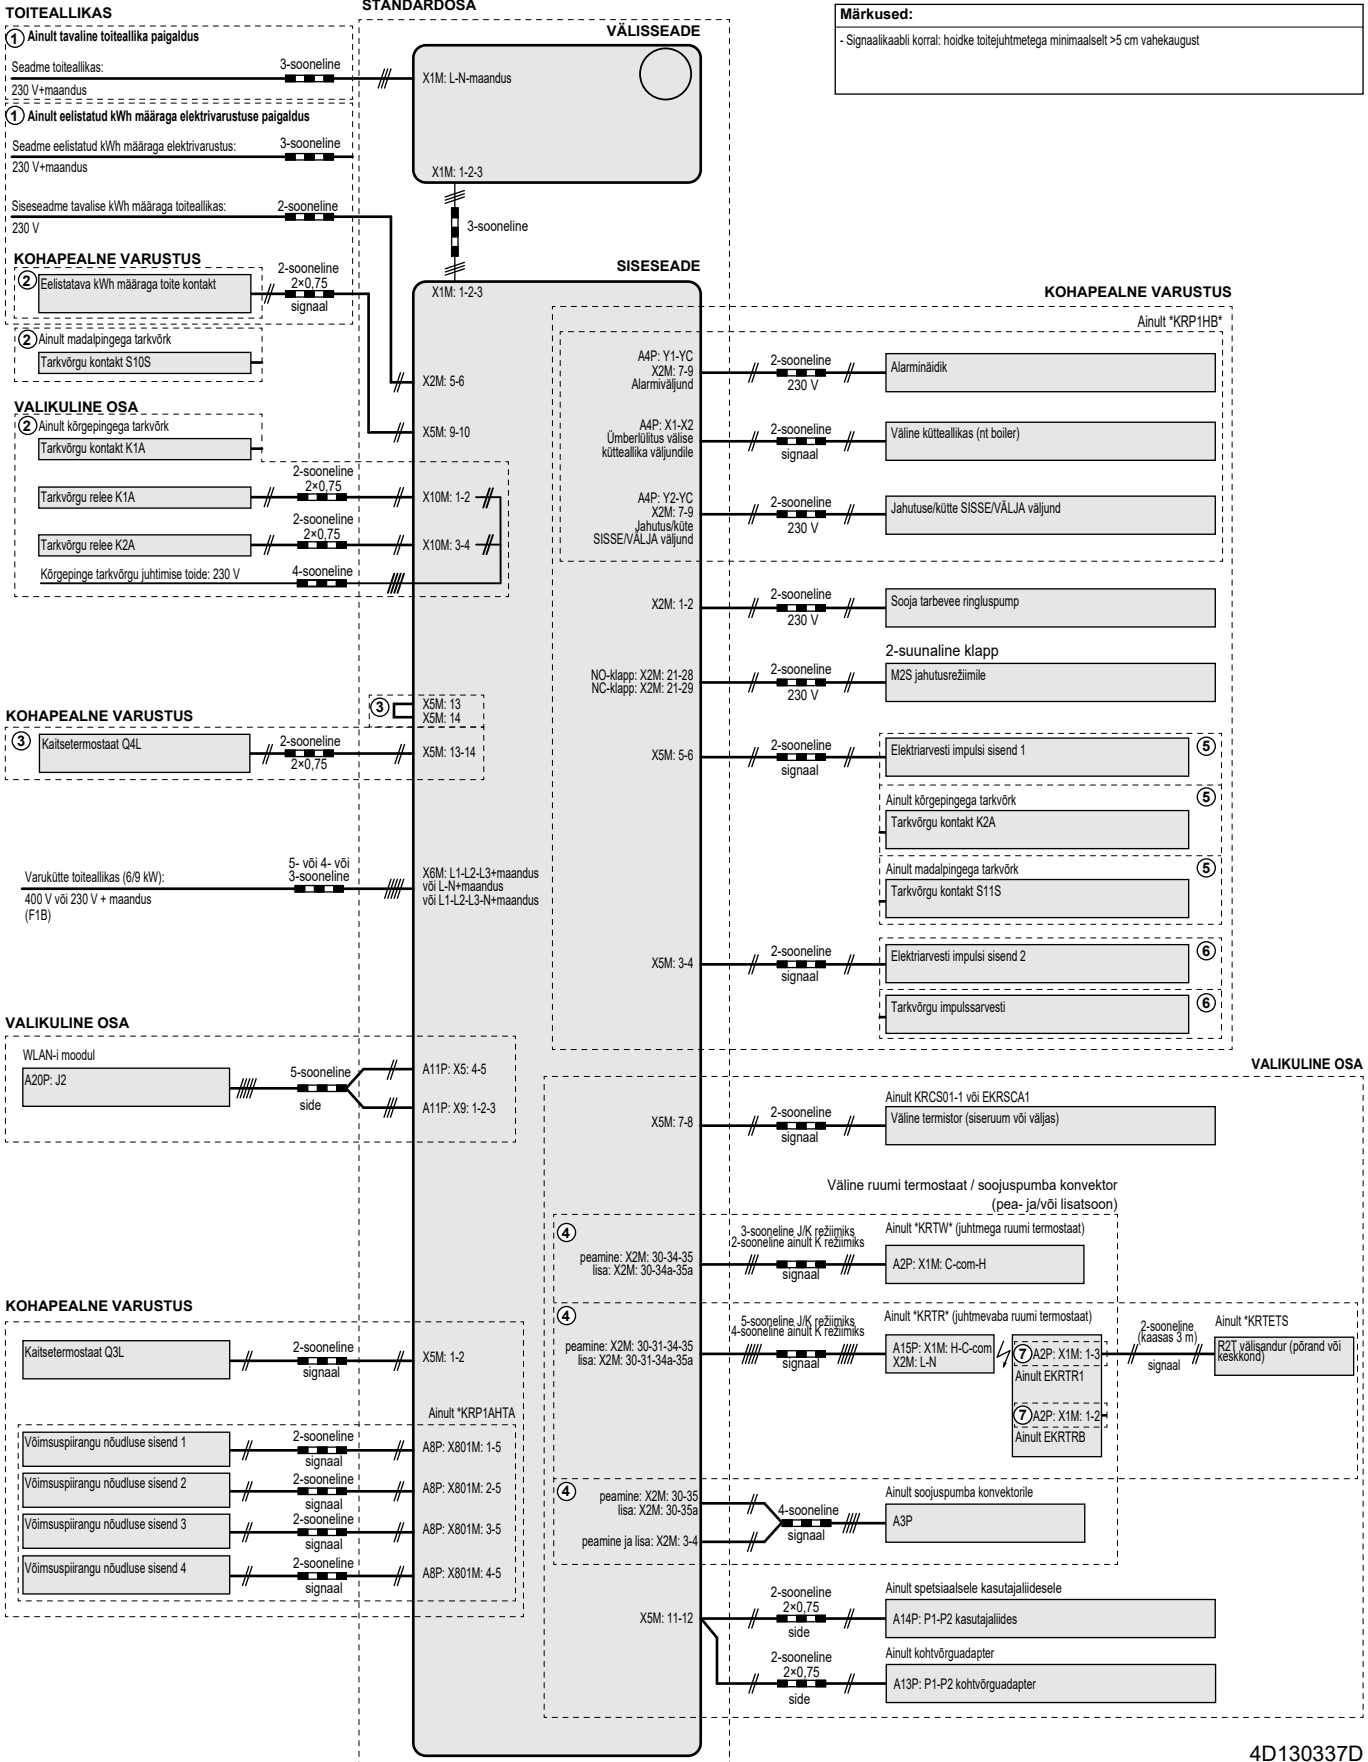 TOITEALLIKAS
① Ainult tavaline toiteallika paigaldus
Seadme toiteallikas:
230 V+maandus
3-sooneline
① Ainult eelistatud kWh määraga elektrivarustuse paigaldus
Seadme eelistatud kWh määraga elektrivarustus:
230 V+maandus
3-sooneline
Siseseadme tavalise kWh määraga toiteallikas:
230 V
2-sooneline
KOHAPEALNE VARUSTUS
② Eelistatava kWh määraga toite kontakt
2-sooneline
2×0,75
signaal
② Ainult madalpingega tarkvõrk
Tarkvõrgu kontakt S10S
VALIKULINE OSA
② Ainult kõrgepingega tarkvõrk
Tarkvõrgu kontakt K1A
Tarkvõrgu relee K1A
2-sooneline
2×0,75
Tarkvõrgu relee K2A
2-sooneline
2×0,75
Kõrgepinge tarkvõrgu juhtimise toide: 230 V
4-sooneline
KOHAPEALNE VARUSTUS
③ Kaitsetermostaat Q4L
2-sooneline
2×0,75
Varukütte toiteallikas (6/9 kW):
400 V või 230 V + maandus
(F1B)
5- või 4- või
3-sooneline
VALIKULINE OSA
WLAN-i moodul
A20P: J2
5-sooneline
side
KOHAPEALNE VARUSTUS
Kaitsetermostaat Q3L
2-sooneline
signaal
Võimsuspiirangu nõudluse sisend 1
2-sooneline
signaal
Võimsuspiirangu nõudluse sisend 2
2-sooneline
signaal
Võimsuspiirangu nõudluse sisend 3
2-sooneline
signaal
Võimsuspiirangu nõudluse sisend 4
2-sooneline
signaal
STANDARDOSA
VÄLISSEADE
X1M: L-N-maandus
X1M: 1-2-3
3-sooneline
SISESEADE
X1M: 1-2-3
X2M: 5-6
X5M: 9-10
X10M: 1-2
X10M: 3-4
③
X5M: 13
X5M: 14
X5M: 13-14
X6M: L1-L2-L3+maandus
või L-N+maandus
või L1-L2-L3-N+maandus
A11P: X5: 4-5
A11P: X9: 1-2-3
X5M: 1-2
Ainult *KRP1AHTA
A8P: X801M: 1-5
A8P: X801M: 2-5
A8P: X801M: 3-5
A8P: X801M: 4-5
Märkused:
- Signaalikaabli korral: hoidke toitejuhtmetega minimaalselt >5 cm vahekaugust
KOHAPEALNE VARUSTUS
Ainult *KRP1HB*
A4P: Y1-YC
X2M: 7-9
Alarmiväljund
2-sooneline
230 V
Alarminäidik
A4P: X1-X2
Ümberlülitus välise
kütteallika väljundile
2-sooneline
signaal
Väline kütteallikas (nt boiler)
A4P: Y2-YC
X2M: 7-9
Jahutus/küte
SISSE/VÄLJA väljund
2-sooneline
230 V
Jahutuse/kütte SISSE/VÄLJA väljund
X2M: 1-2
2-sooneline
230 V
Sooja tarbevee ringluspump
2-suunaline klapp
NO-klapp: X2M: 21-28
NC-klapp: X2M: 21-29
2-sooneline
230 V
M2S jahutusrežiimile
X5M: 5-6
2-sooneline
signaal
Elektriarvesti impulsi sisend 1 ⑤
Ainult kõrgepingega tarkvõrk ⑤
Tarkvõrgu kontakt K2A
Ainult madalpingega tarkvõrk ⑤
Tarkvõrgu kontakt S11S
X5M: 3-4
2-sooneline
signaal
Elektriarvesti impulsi sisend 2 ⑥
Tarkvõrgu impulssarvesti ⑥
VALIKULINE OSA
Ainult KRCS01-1 või EKRSCA1
X5M: 7-8
2-sooneline
signaal
Väline termistor (siseruum või väljas)
Väline ruumi termostaat / soojuspumba konvektor
(pea- ja/või lisatsoon)
④
peamine: X2M: 30-34-35
lisa: X2M: 30-34a-35a
3-sooneline J/K režiimiks
2-sooneline ainult K režiimiks
signaal
Ainult *KRTW* (juhtmega ruumi termostaat)
A2P: X1M: C-com-H
④
peamine: X2M: 30-31-34-35
lisa: X2M: 30-31-34a-35a
5-sooneline J/K režiimiks
4-sooneline ainult K režiimiks
signaal
Ainult *KRTR* (juhtmevaba ruumi termostaat)
A15P: X1M: H-C-com
X2M: L-N
⑦ A2P: X1M: 1-3
Ainult EKRTR1
⑦ A2P: X1M: 1-2
Ainult EKRTRB
2-sooneline
(kaasas 3 m)
signaal
Ainult *KRTETS
R2T välisandur (põrand või
keskkond)
④
peamine: X2M: 30-35
lisa: X2M: 30-35a
peamine ja lisa: X2M: 3-4
4-sooneline
signaal
Ainult soojuspumba konvektorile
A3P
X5M: 11-12
2-sooneline
2×0,75
side
Ainult spetsiaalsele kasutajaliidesele
A14P: P1-P2 kasutajaliides
2-sooneline
2×0,75
side
Ainult kohtvõrguadapter
A13P: P1-P2 kohtvõrguadapter
4D130337D